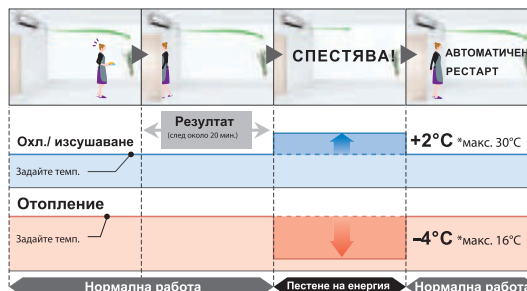 СПЕСТЯВА!
АВТОМАТИЧЕН
РЕСТАРТ
Резултат
(след около 20 мин.)
Охл./ изсушаване
+2°C *макс. 30°C
Задайте темп.
Отопление
Задайте темп.
–4°C *макс. 16°C
Нормална работа
Пестене на енергия
Нормална работа